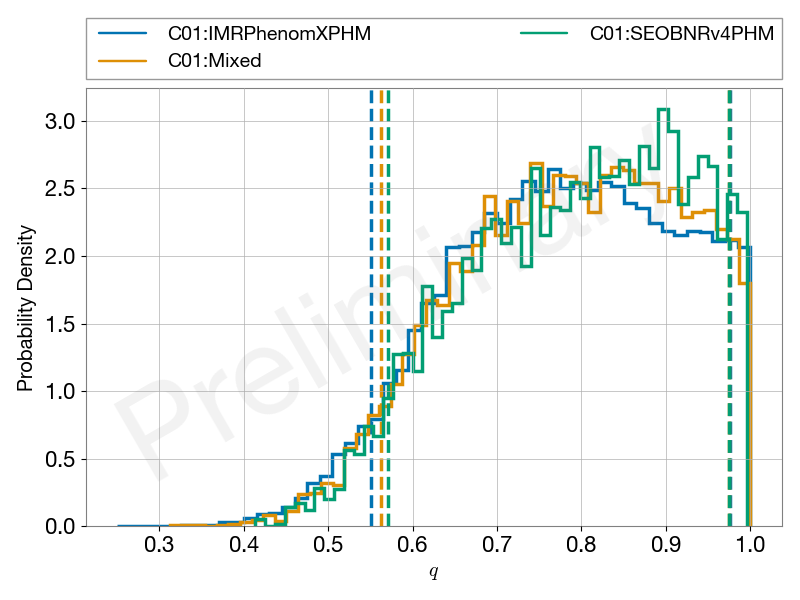 C01:IMRPhenomXPHM
C01:Mixed
C01:SEOBNRv4PHM
Preliminary
Probability Density
3.0
2.5
2.0
1.5
1.0
0.5
0.0
0.3 0.4 0.5 0.6 0.7 0.8 0.9 1.0
q